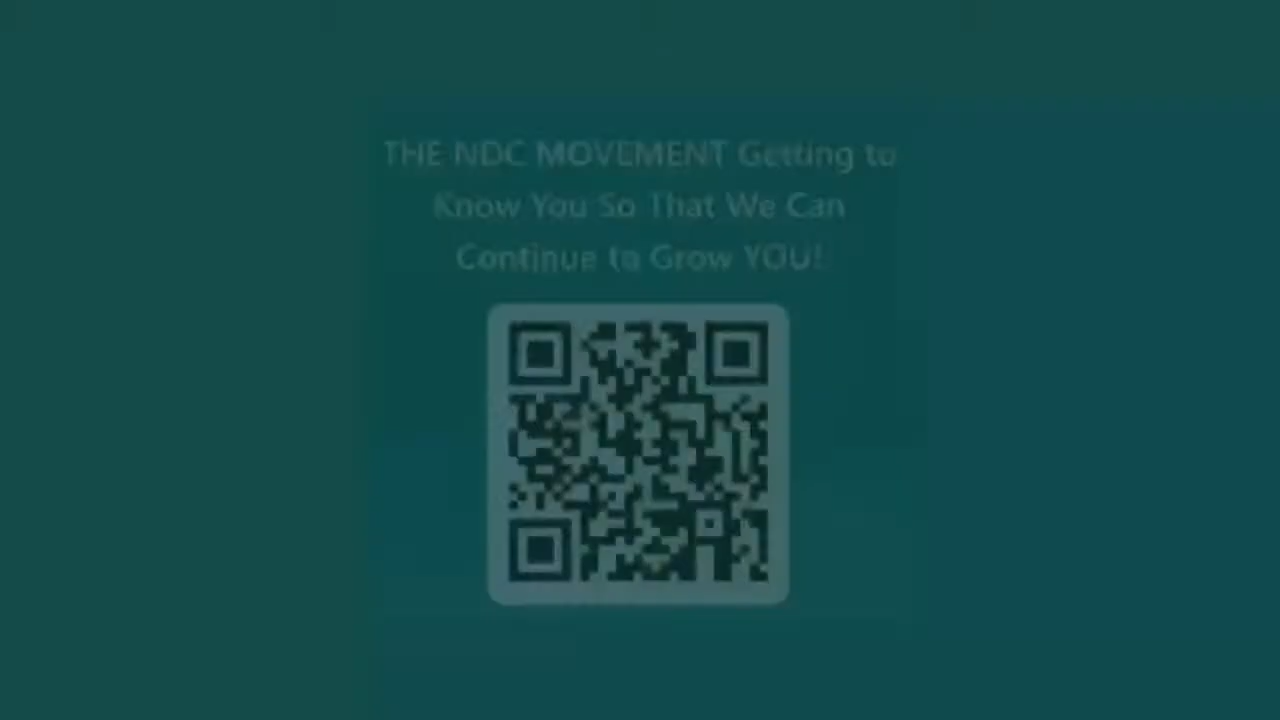 THE NDC MOVEMENT Getting to
Know You So That We Can
Continue to Grow YOU!